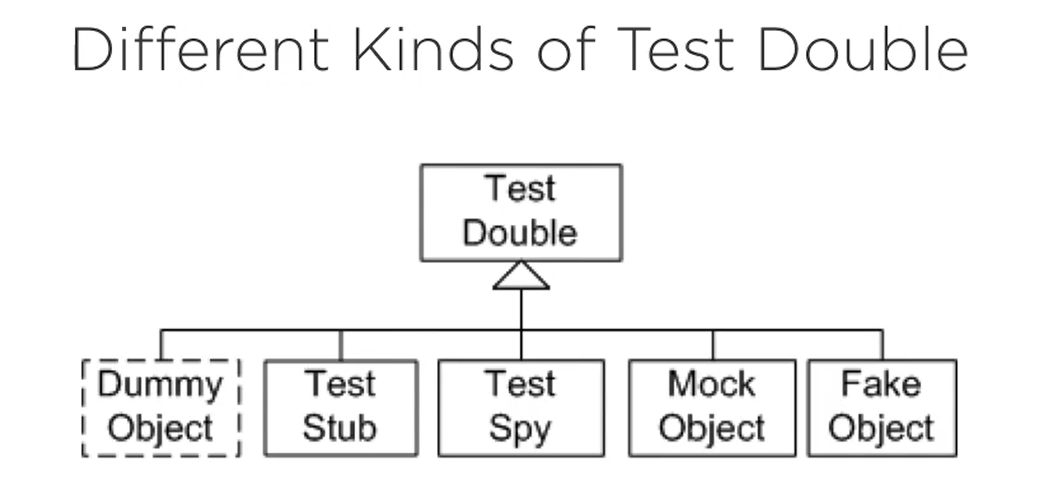 Different Kinds of Test Double
Test
Double
Dummy
Object
Test
Stub
Test
Spy
Mock
Object
Fake
Object